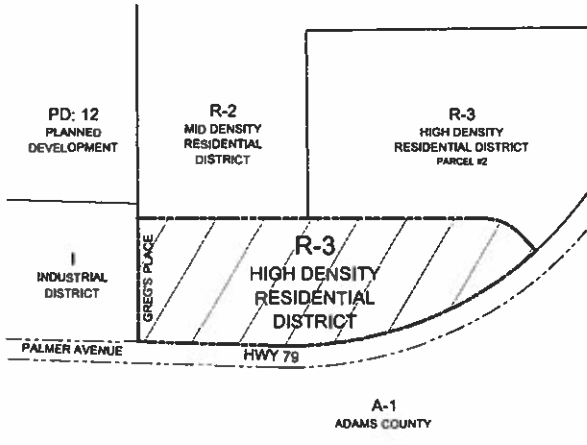 PD: 12
PLANNED
DEVELOPMENT
R-2
MID DENSITY
RESIDENTIAL
DISTRICT
R-3
HIGH DENSITY
RESIDENTIAL DISTRICT
PARCEL #2
I
INDUSTRIAL
DISTRICT
GREG'S PLACE
R-3
HIGH DENSITY
RESIDENTIAL
DISTRICT
PALMER AVENUE
HWY 79
A-1
ADAMS COUNTY